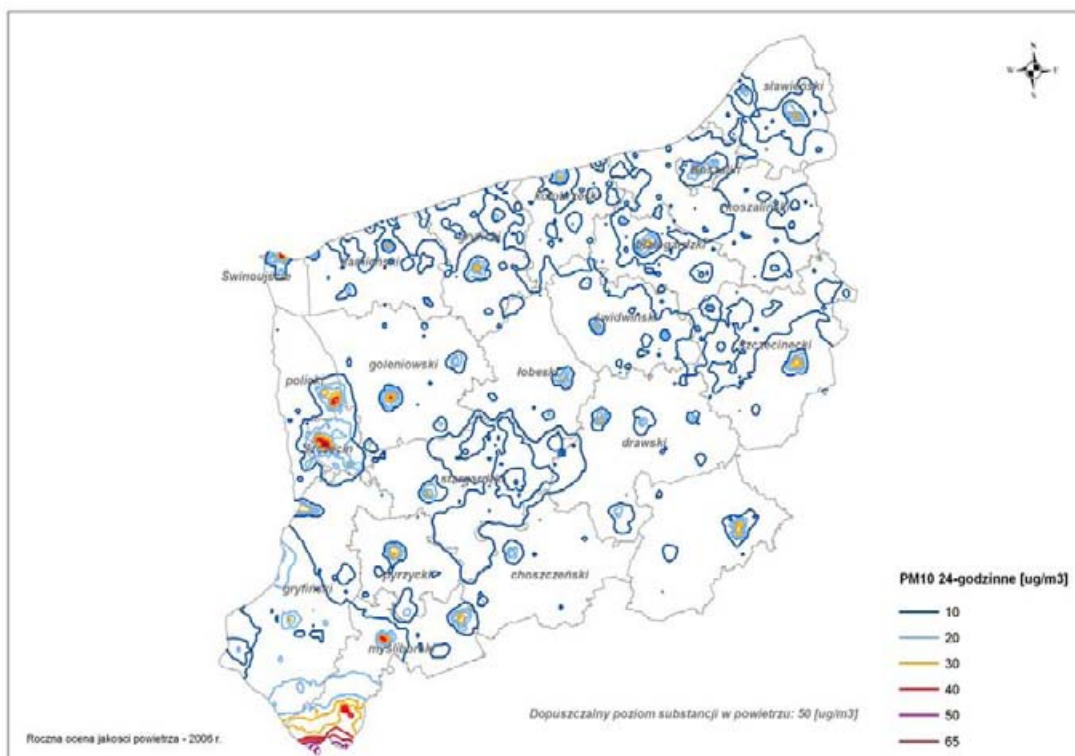 N
W E
S
sławieński
koszaliński
kołobrzeski
gryficki
białogardzki
kamieński
Świnoujście
świdwiński
szczecinecki
goleniowski
łobeski
policki
drawski
Szczecin
stargardzki
choszczeński
pyrzycki
gryfiński
myśliborski
PM10 24-godzinne [ug/m3]
10
20
30
40
50
65
Dopuszczalny poziom substancji w powietrzu: 50 [ug/m3]
Roczna ocena jakosci powietrza - 2006 r.